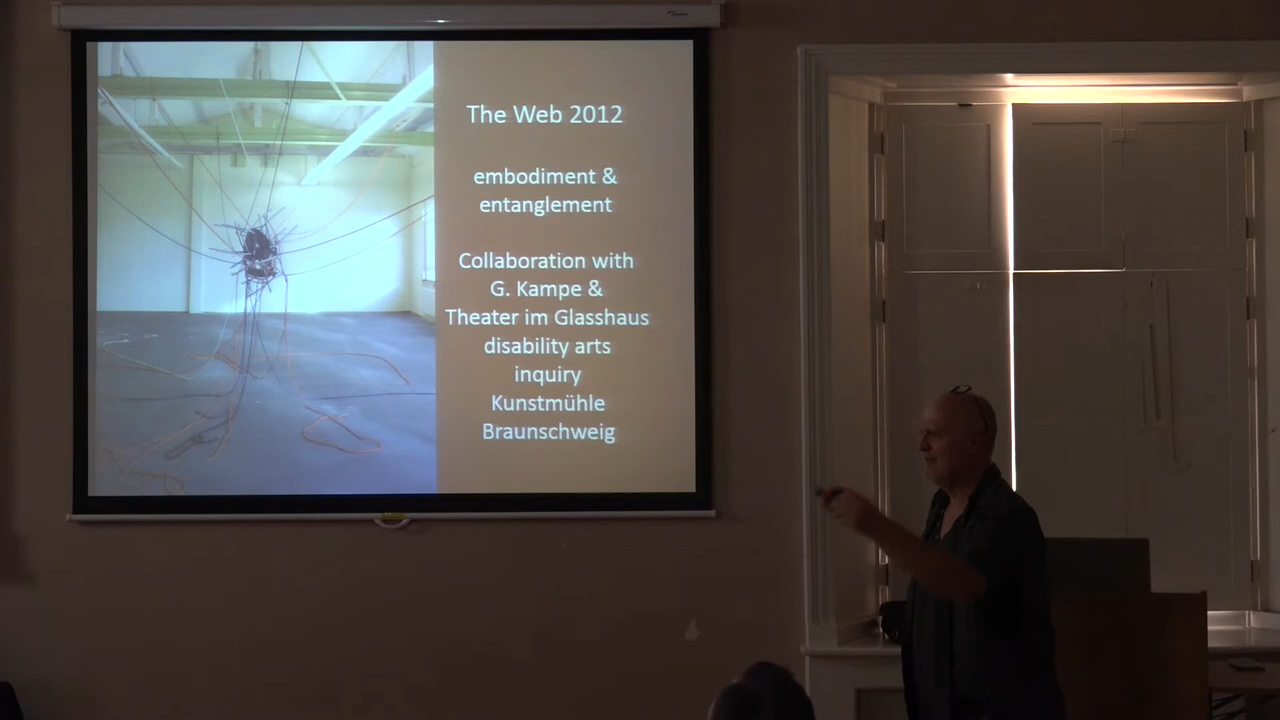 The Web 2012
embodiment &
entanglement
Collaboration with
G. Kampe &
Theater im Glasshaus
disability arts
inquiry
Kunstmühle
Braunschweig